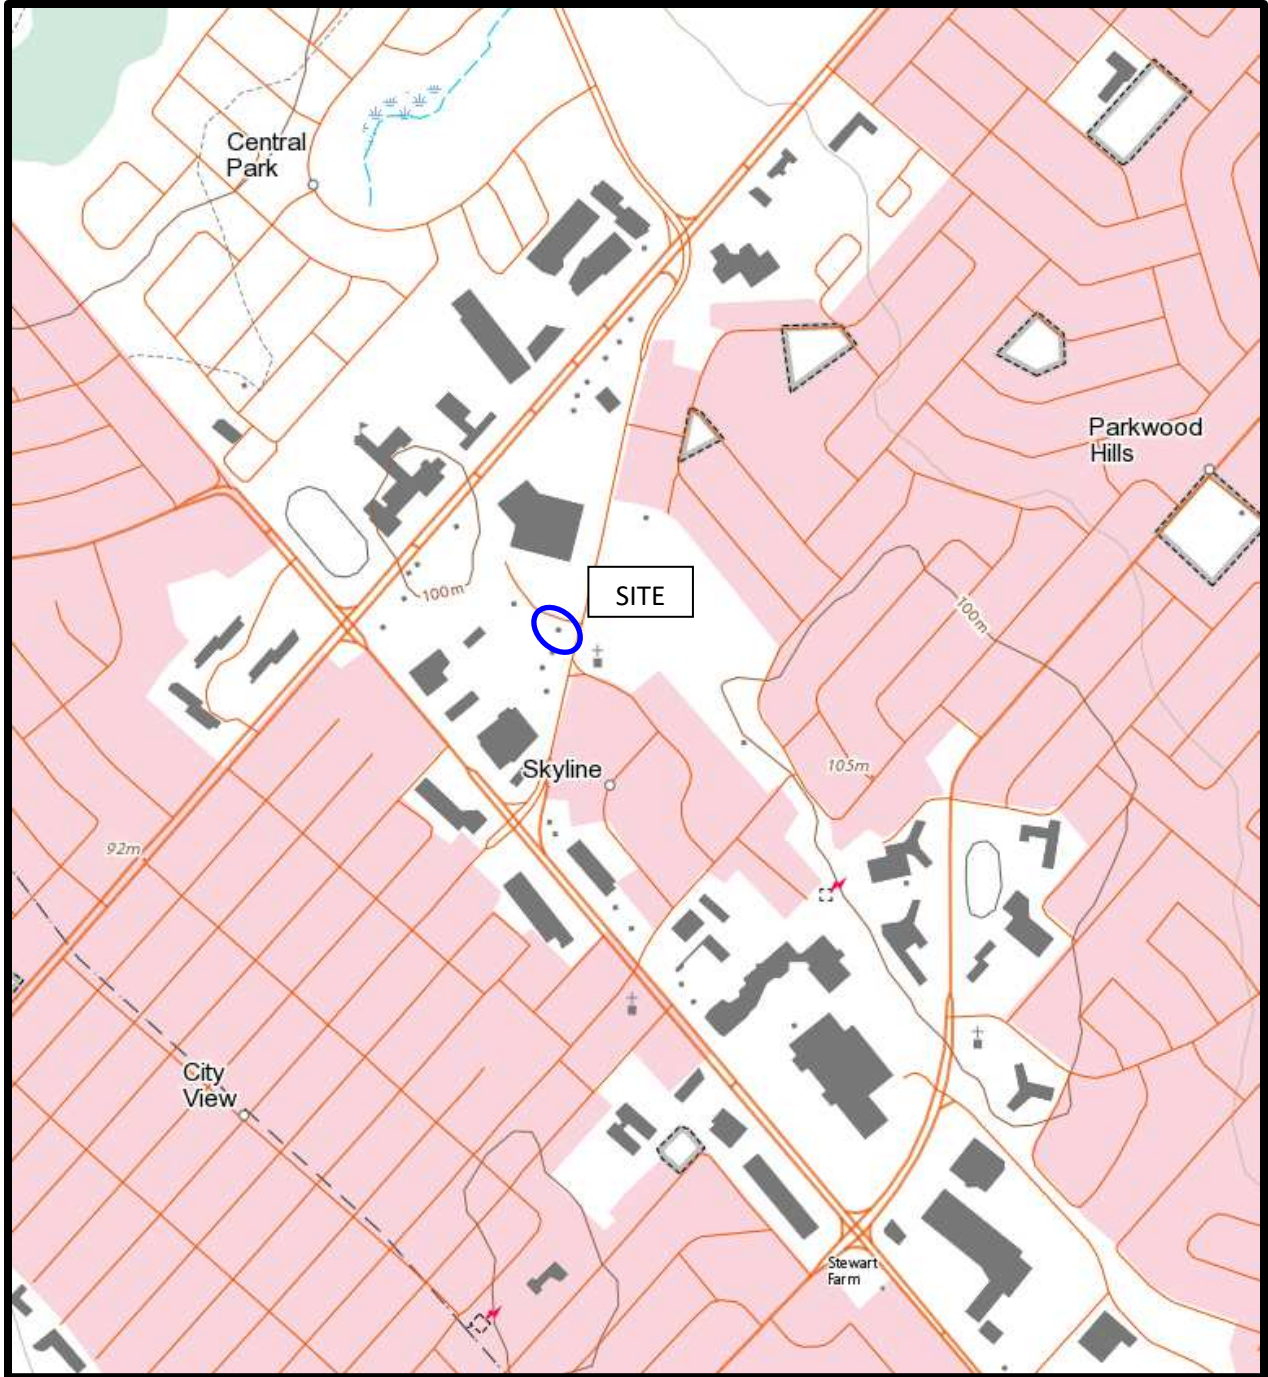 Central
Park
Parkwood
Hills
100m
SITE
100m
Skyline
105m
92m
City
View
Stewart
Farm